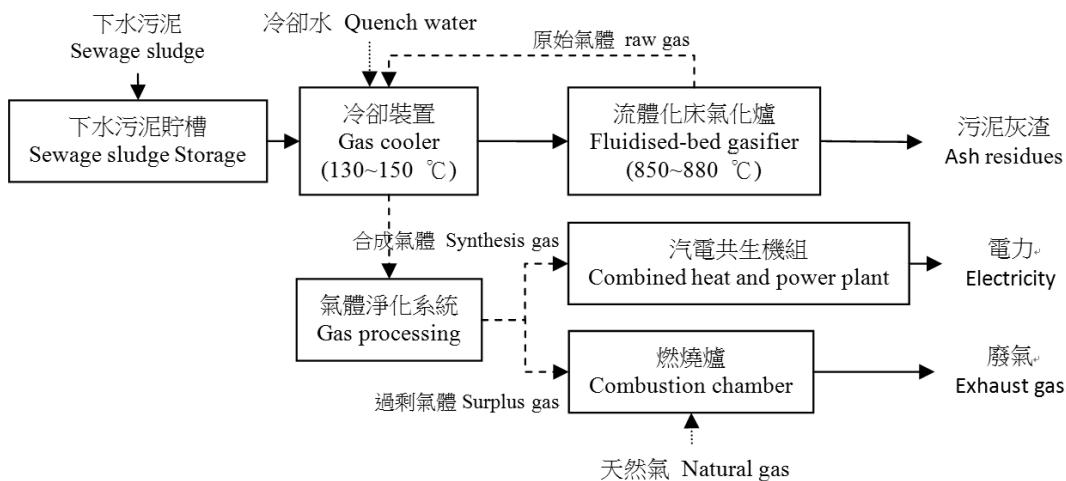 下水污泥
Sewage sludge
冷卻水 Quench water
原始氣體 raw gas
下水污泥貯槽
Sewage sludge Storage
冷卻裝置
Gas cooler
(130~150 ℃)
流體化床氣化爐
Fluidised-bed gasifier
(850~880 ℃)
污泥灰渣
Ash residues
合成氣體 Synthesis gas
汽電共生機組
Combined heat and power plant
電力
Electricity
氣體淨化系統
Gas processing
燃燒爐
Combustion chamber
廢氣
Exhaust gas
過剩氣體 Surplus gas
天然氣 Natural gas